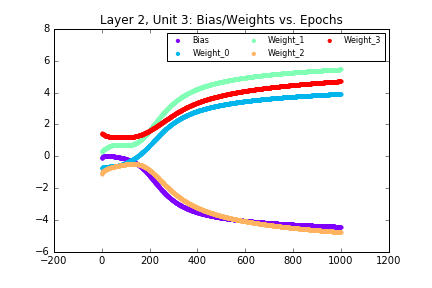 Layer 2, Unit 3: Bias/Weights vs. Epochs
Bias Weight_1 Weight_3
Weight_0 Weight_2
8
6
4
2
0
−2
−4
−6
−200 0 200 400 600 800 1000 1200